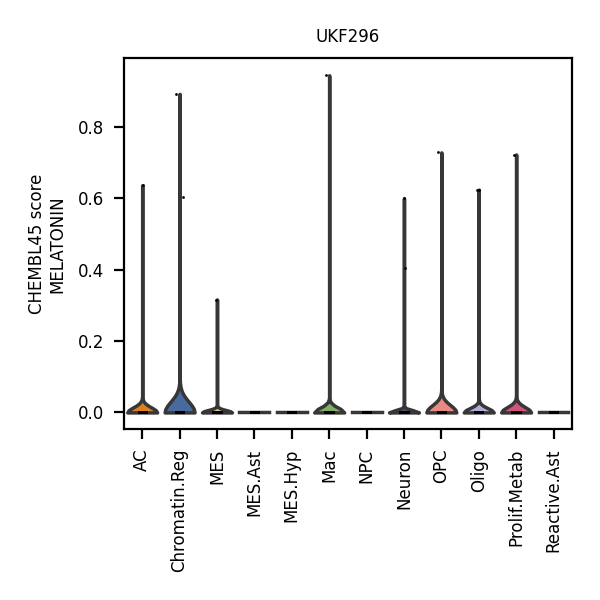 UKF296
CHEMBL45 score
MELATONIN
0.8
0.6
0.4
0.2
0.0
AC
Chromatin.Reg
MES
MES.Ast
MES.Hyp
Mac
NPC
Neuron
OPC
Oligo
Prolif.Metab
Reactive.Ast